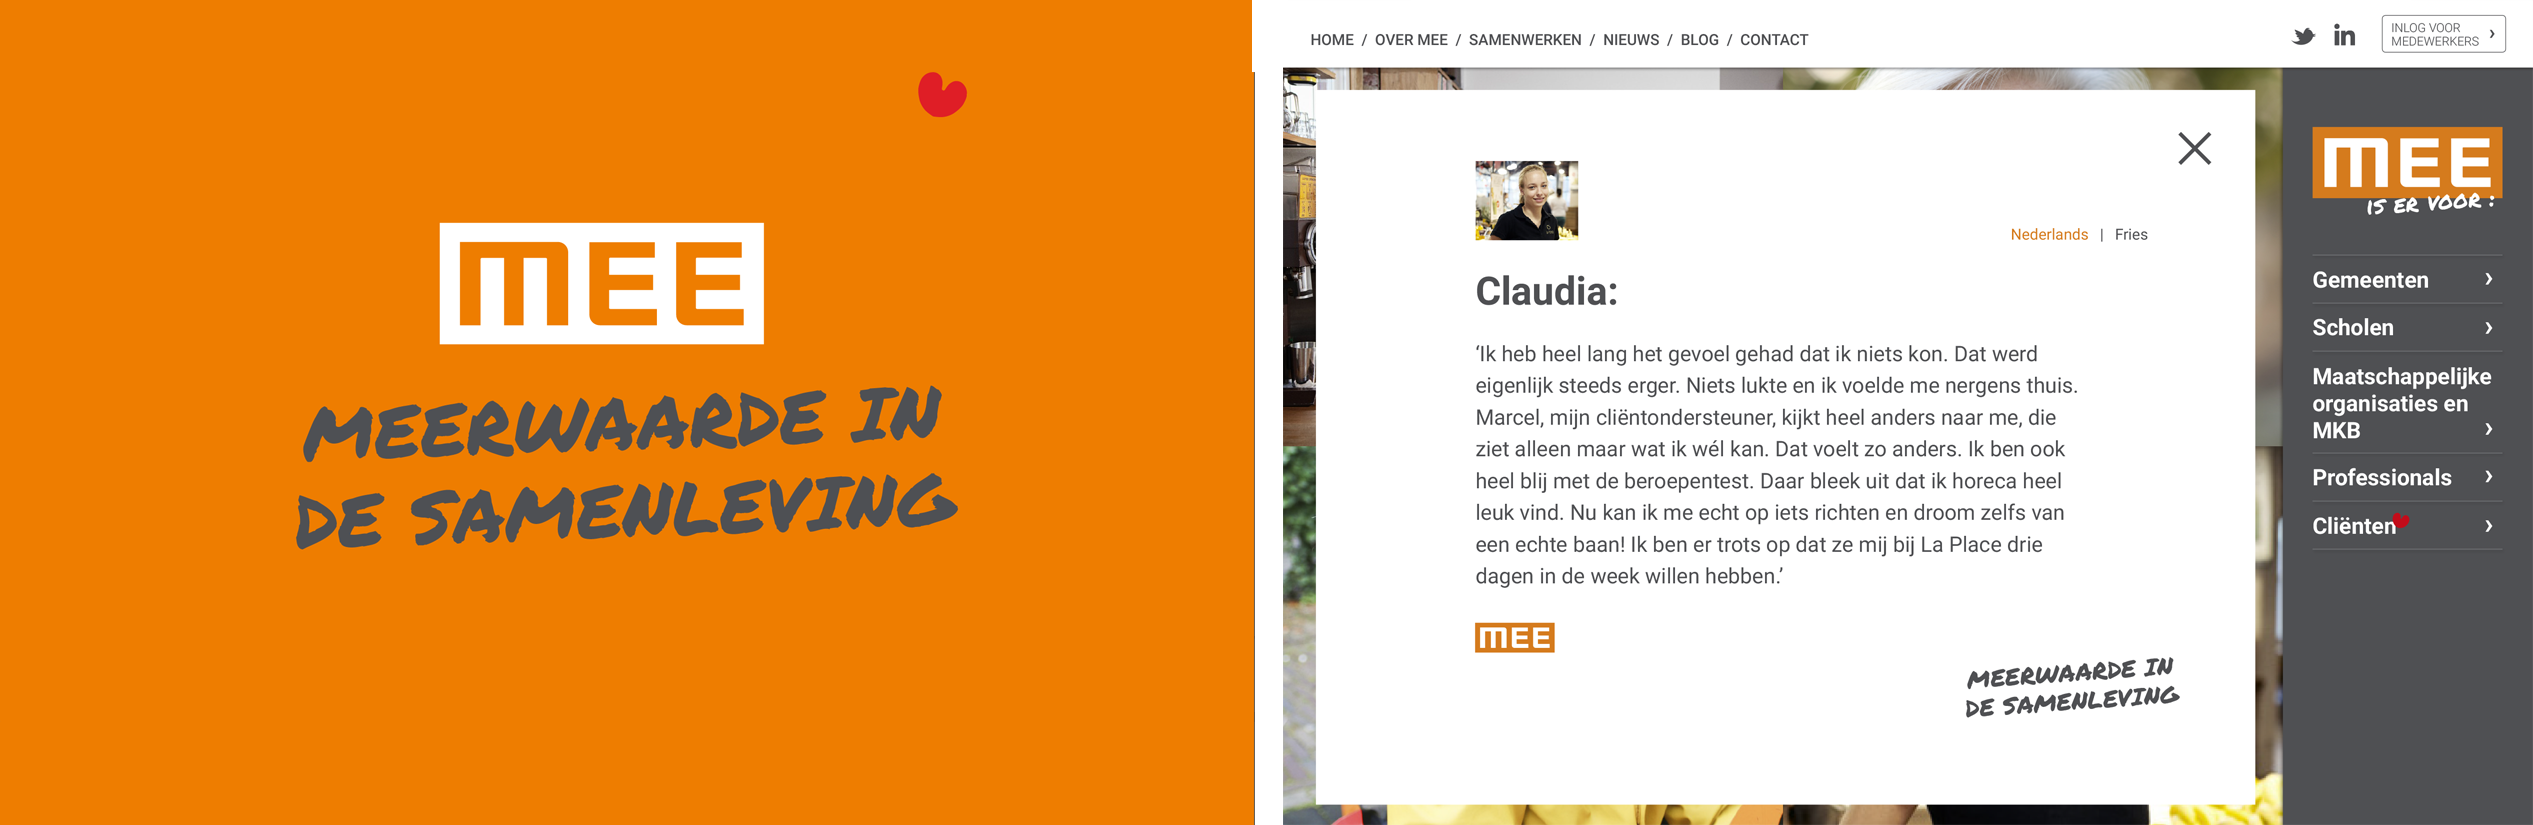 MEE
MEERWAARDE IN
DE SAMENLEVING
HOME / OVER MEE / SAMENWERKEN / NIEUWS / BLOG / CONTACT
in
INLOG VOOR
MEDEWERKERS
Nederlands | Fries
Claudia:
‘Ik heb heel lang het gevoel gehad dat ik niets kon. Dat werd
eigenlijk steeds erger. Niets lukte en ik voelde me nergens thuis.
Marcel, mijn cliëntondersteuner, kijkt heel anders naar me, die
ziet alleen maar wat ik wél kan. Dat voelt zo anders. Ik ben ook
heel blij met de beroepentest. Daar bleek uit dat ik horeca heel
leuk vind. Nu kan ik me echt op iets richten en droom zelfs van
een echte baan! Ik ben er trots op dat ze mij bij La Place drie
dagen in de week willen hebben.’
MEE
MEERWAARDE IN
DE SAMENLEVING
MEE
IS ER VOOR :
Gemeenten
Scholen
Maatschappelijke
organisaties en
MKB
Professionals
Cliënten